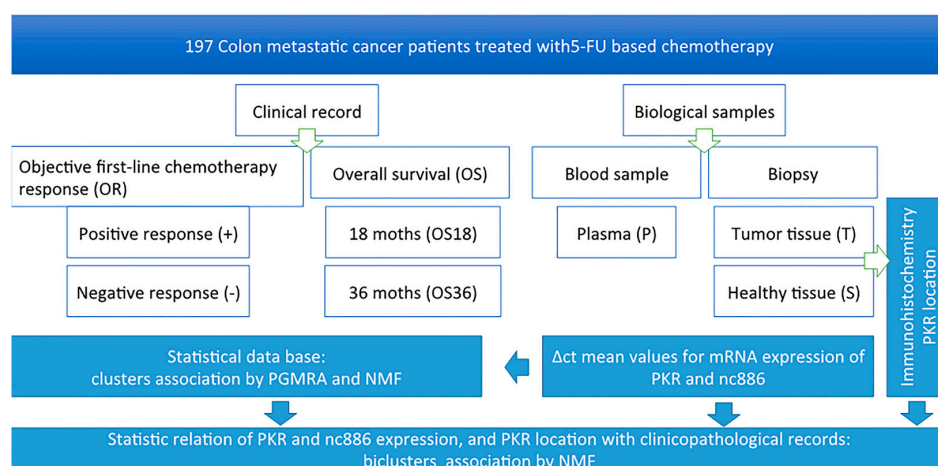 197 Colon metastatic cancer patients treated with5-FU based chemotherapy
Clinical record
Biological samples
Objective first-line chemotherapy
response (OR)
Overall survival (OS)
Blood sample
Biopsy
Positive response (+)
18 moths (OS18)
Plasma (P)
Tumor tissue (T)
Negative response (-)
36 moths (OS36)
Healthy tissue (S)
Immunohistochemistry
PKR location
Statistical data base:
clusters association by PGMRA and NMF
Δct mean values for mRNA expression of
PKR and nc886
Statistic relation of PKR and nc886 expression, and PKR location with clinicopathological records:
biclusters association by NMF